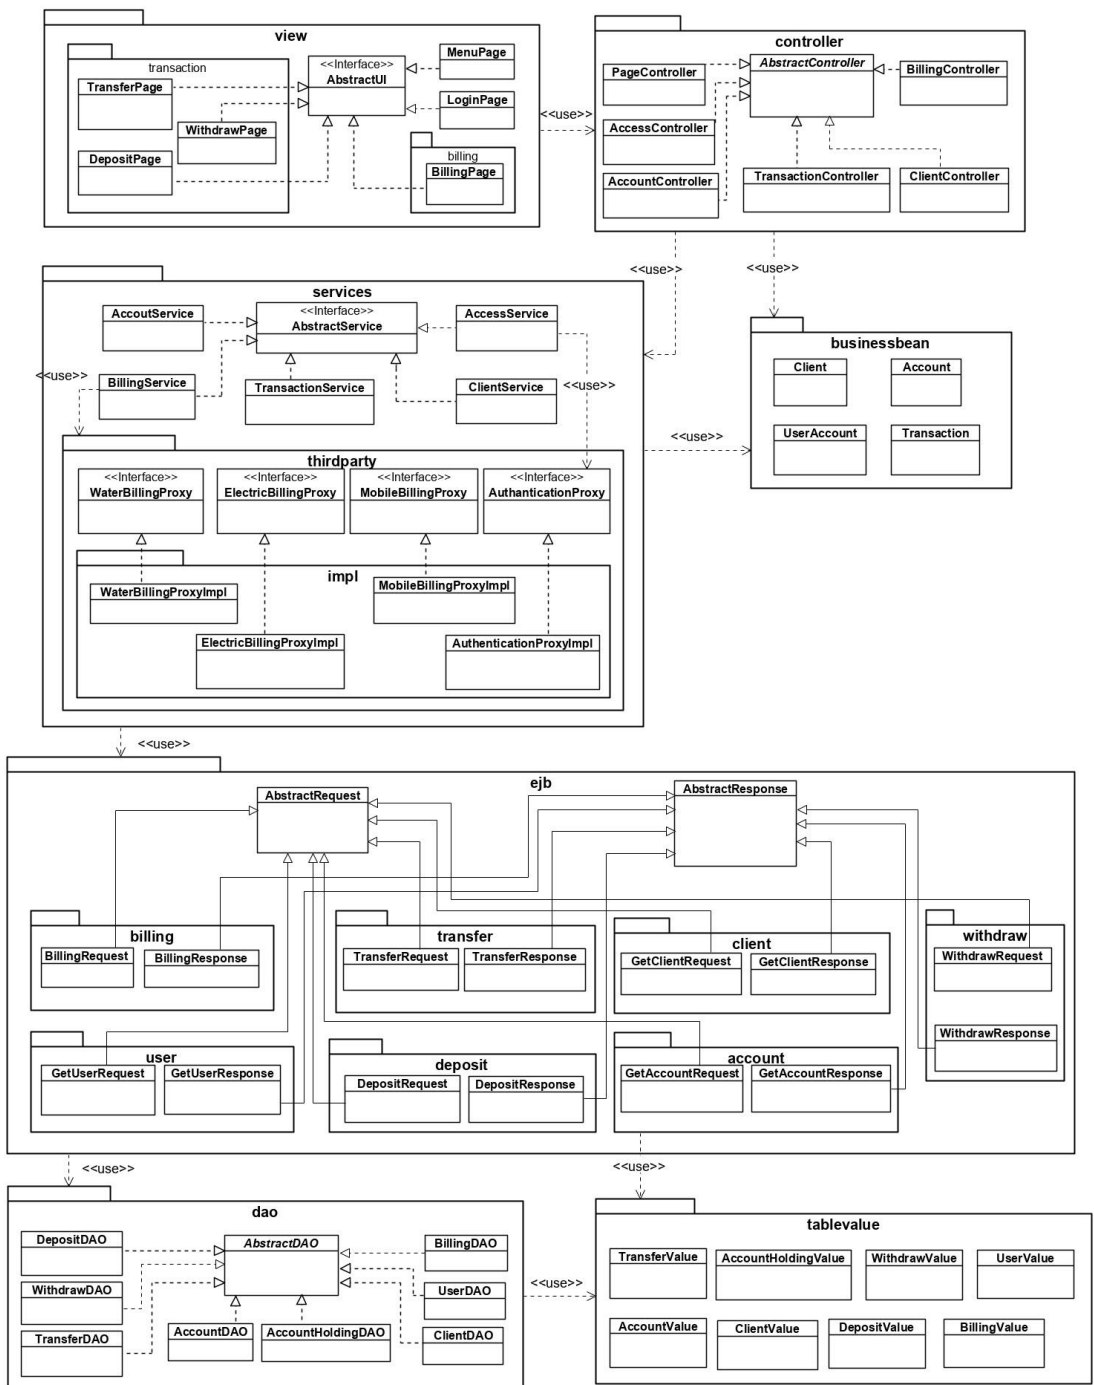 view
transaction
TransferPage
WithdrawPage
DepositPage
<<Interface>>
AbstractUI
MenuPage
LoginPage
billing
BillingPage
<<use>>
controller
PageController
AbstractController
BillingController
AccessController
AccountController
TransactionController
ClientController
<<use>>
<<use>>
services
AccoutService
<<Interface>>
AbstractService
AccessService
<<use>>
BillingService
TransactionService
ClientService
<<use>>
businessbean
Client
Account
UserAccount
Transaction
thirdparty
<<Interface>>
WaterBillingProxy
<<Interface>>
ElectricBillingProxy
<<Interface>>
MobileBillingProxy
<<Interface>>
AuthanticationProxy
impl
WaterBillingProxyImpl
MobileBillingProxyImpl
ElectricBillingProxyImpl
AuthenticationProxyImpl
<<use>>
ejb
AbstractRequest
AbstractResponse
billing
BillingRequest
BillingResponse
transfer
TransferRequest
TransferResponse
client
GetClientRequest
GetClientResponse
withdraw
WithdrawRequest
WithdrawResponse
user
GetUserRequest
GetUserResponse
deposit
DepositRequest
DepositResponse
account
GetAccountRequest
GetAccountResponse
<<use>>
<<use>>
dao
DepositDAO
AbstractDAO
BillingDAO
WithdrawDAO
UserDAO
TransferDAO
AccountDAO
AccountHoldingDAO
ClientDAO
<<use>>
tablevalue
TransferValue
AccountHoldingValue
WithdrawValue
UserValue
AccountValue
ClientValue
DepositValue
BillingValue